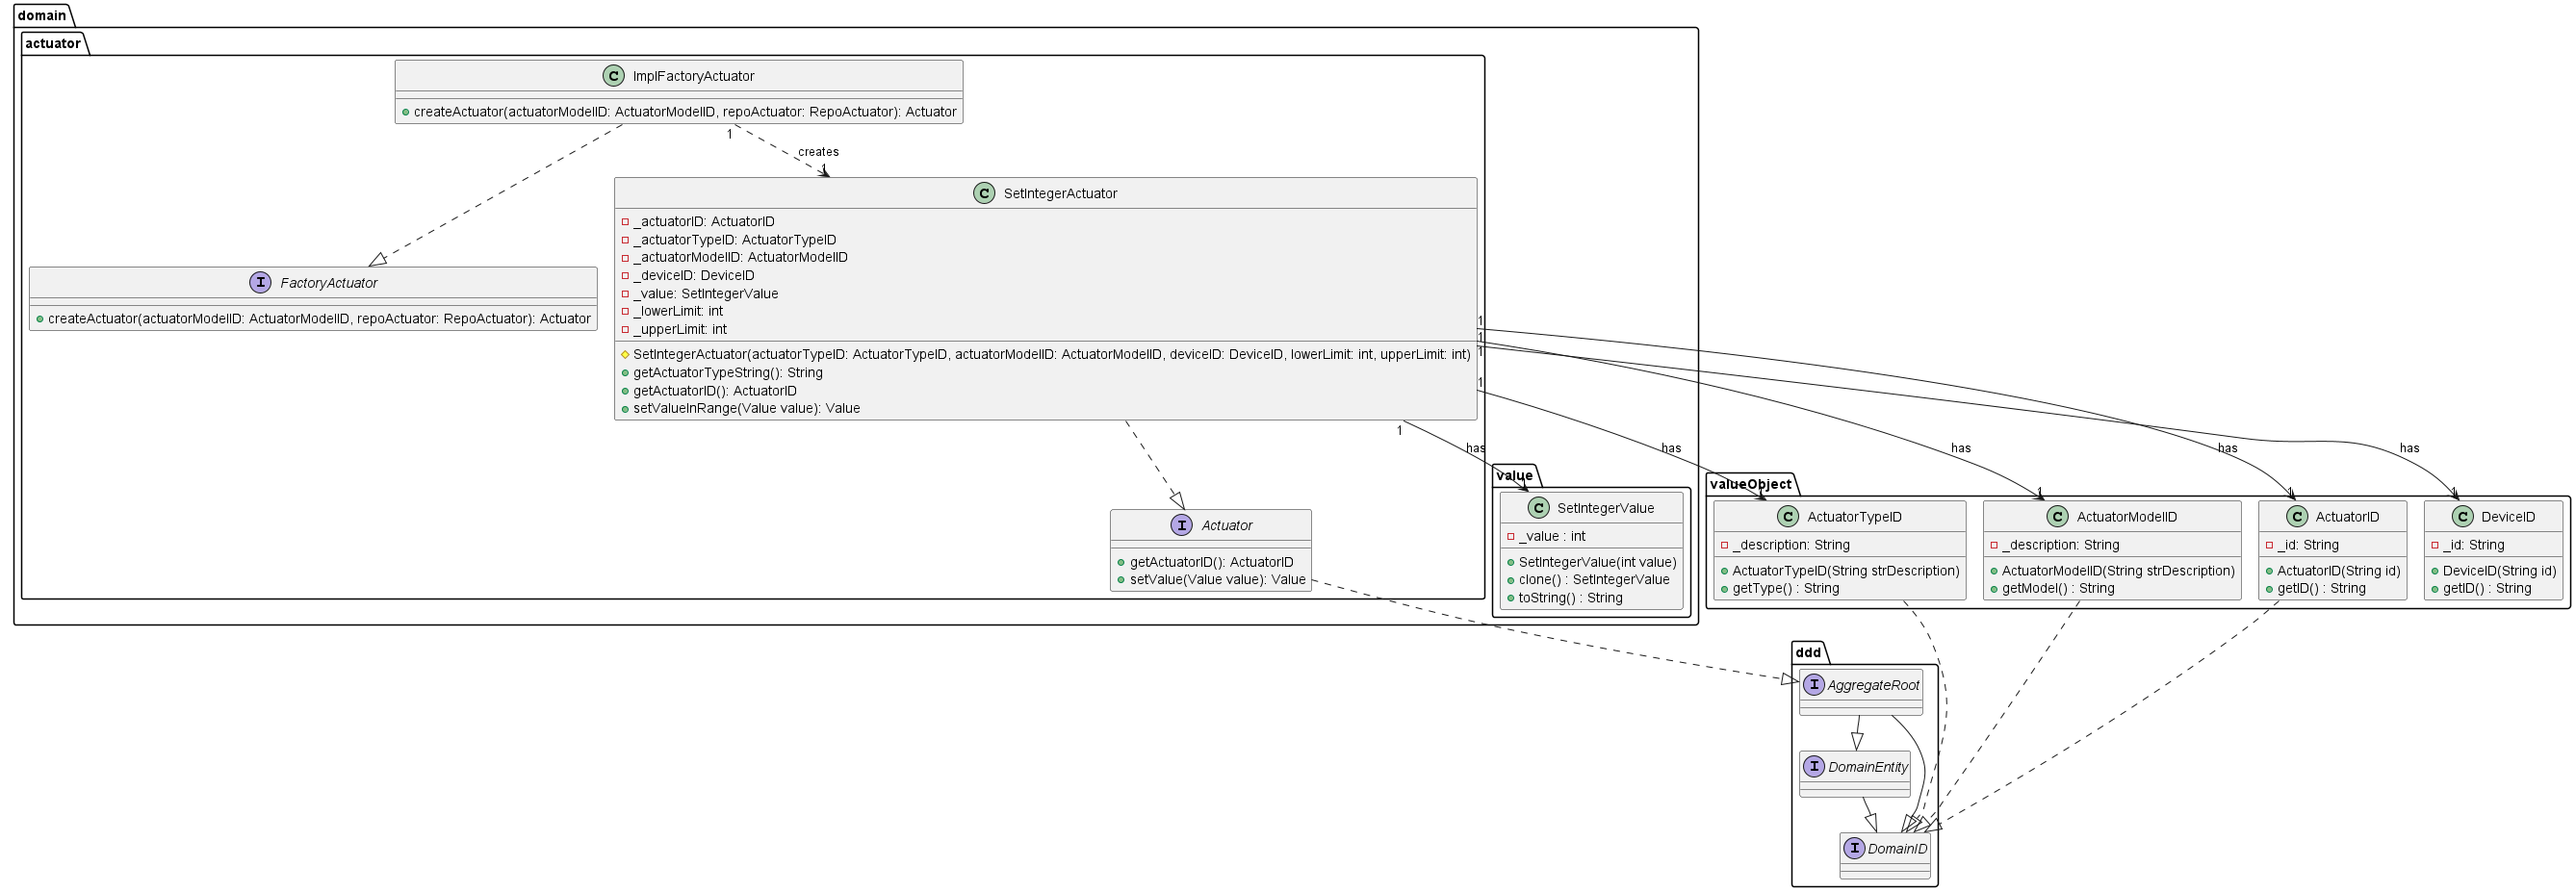 domain
actuator
C ImplFactoryActuator
createActuator(actuatorModelID: ActuatorModelID, repoActuator: RepoActuator): Actuator
1
creates
1
C SetIntegerActuator
_actuatorID: ActuatorID
_actuatorTypeID: ActuatorTypeID
_actuatorModelID: ActuatorModelID
_deviceID: DeviceID
_value: SetIntegerValue
_lowerLimit: int
_upperLimit: int
SetIntegerActuator(actuatorTypeID: ActuatorTypeID, actuatorModelID: ActuatorModelID, deviceID: DeviceID, lowerLimit: int, upperLimit: int)
getActuatorTypeString(): String
getActuatorID(): ActuatorID
setValueInRange(Value value): Value
I FactoryActuator
createActuator(actuatorModelID: ActuatorModelID, repoActuator: RepoActuator): Actuator
1
1
1
1
1
has
has
has
has
has
I Actuator
getActuatorID(): ActuatorID
setValue(Value value): Value
value
1
C SetIntegerValue
_value : int
SetIntegerValue(int value)
clone() : SetIntegerValue
toString() : String
valueObject
1
1
1
1
C ActuatorTypeID
_description: String
ActuatorTypeID(String strDescription)
getType() : String
C ActuatorModelID
_description: String
ActuatorModelID(String strDescription)
getModel() : String
C ActuatorID
_id: String
ActuatorID(String id)
getID() : String
C DeviceID
_id: String
DeviceID(String id)
getID() : String
ddd
I AggregateRoot
I DomainEntity
I DomainID